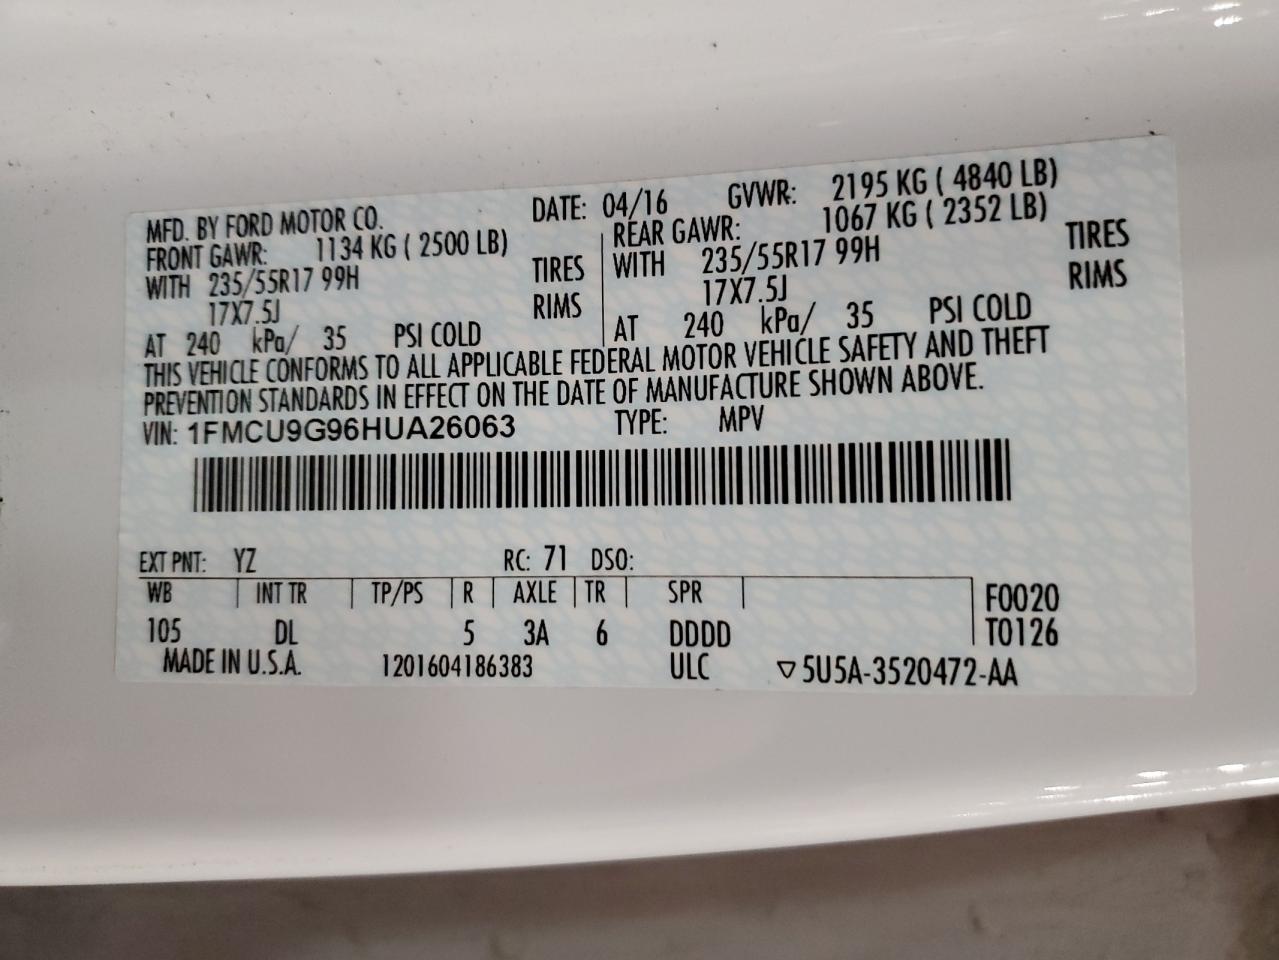 MFD. BY FORD MOTOR CO. DATE: 04/16 GVWR: 2195 KG ( 4840 LB)
FRONT GAWR: 1134 KG ( 2500 LB) REAR GAWR: 1067 KG ( 2352 LB)
WITH 235/55R17 99H TIRES WITH 235/55R17 99H TIRES
17X7.5J RIMS 17X7.5J RIMS
AT 240 kPa/ 35 PSI COLD AT 240 kPa/ 35 PSI COLD
THIS VEHICLE CONFORMS TO ALL APPLICABLE FEDERAL MOTOR VEHICLE SAFETY AND THEFT
PREVENTION STANDARDS IN EFFECT ON THE DATE OF MANUFACTURE SHOWN ABOVE.
VIN: 1FMCU9G96HUA26063 TYPE: MPV
EXT PNT: YZ RC: 71 DSO:
WB INT TR TP/PS R AXLE TR SPR F0020
105 DL 5 3A 6 DDDD T0126
MADE IN U.S.A. 1201604186383 ULC ▽5U5A-3520472-AA